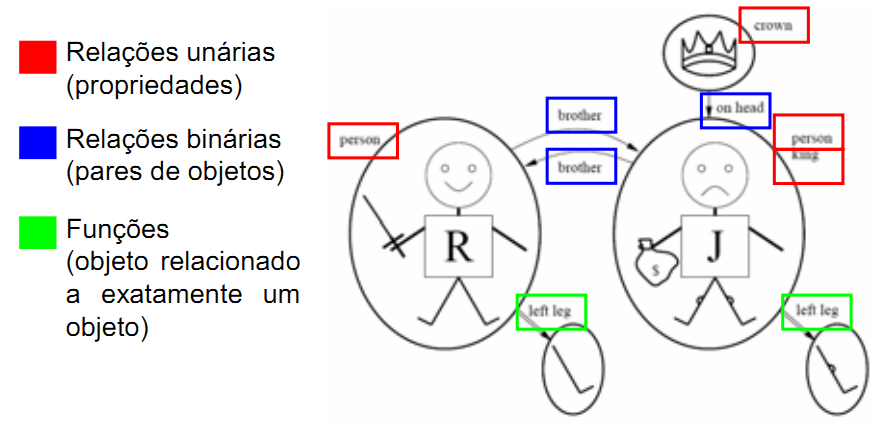 Relações unárias
(propriedades)
Relações binárias
(pares de objetos)
Funções
(objeto relacionado
a exatamente um
objeto)
crown
on head
brother
person
person
king
brother
R
J
$
left leg
left leg